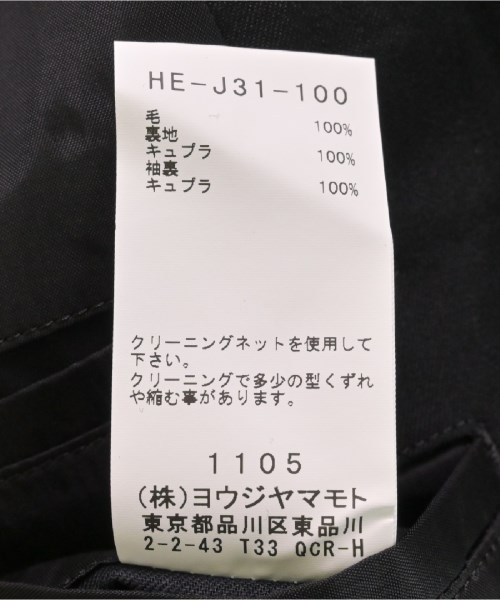 HE-J31-100
毛 100%
裏地
キュプラ 100%
袖裏
キュプラ 100%
クリーニングネットを使用して
下さい。
クリーニングで多少の型くずれ
や縮む事があります。
1105
(株)ヨウジヤマモト
東京都品川区東品川
2-2-43 T33 QCR-H